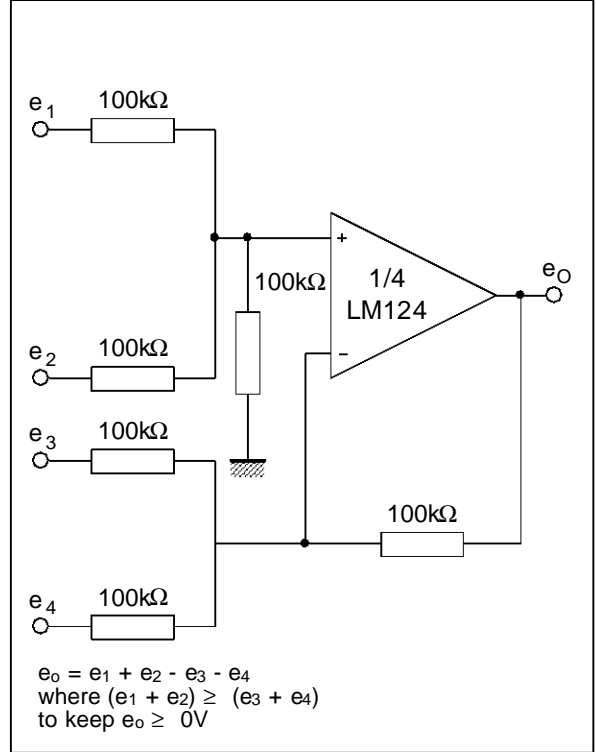 100kΩ
e1
100kΩ
1/4
LM124
eO
e2
100kΩ
e3
100kΩ
100kΩ
e4
100kΩ
+
-
eo = e1 + e2 - e3 - e4
where (e1 + e2) ≥ (e3 + e4)
to keep eo ≥ 0V